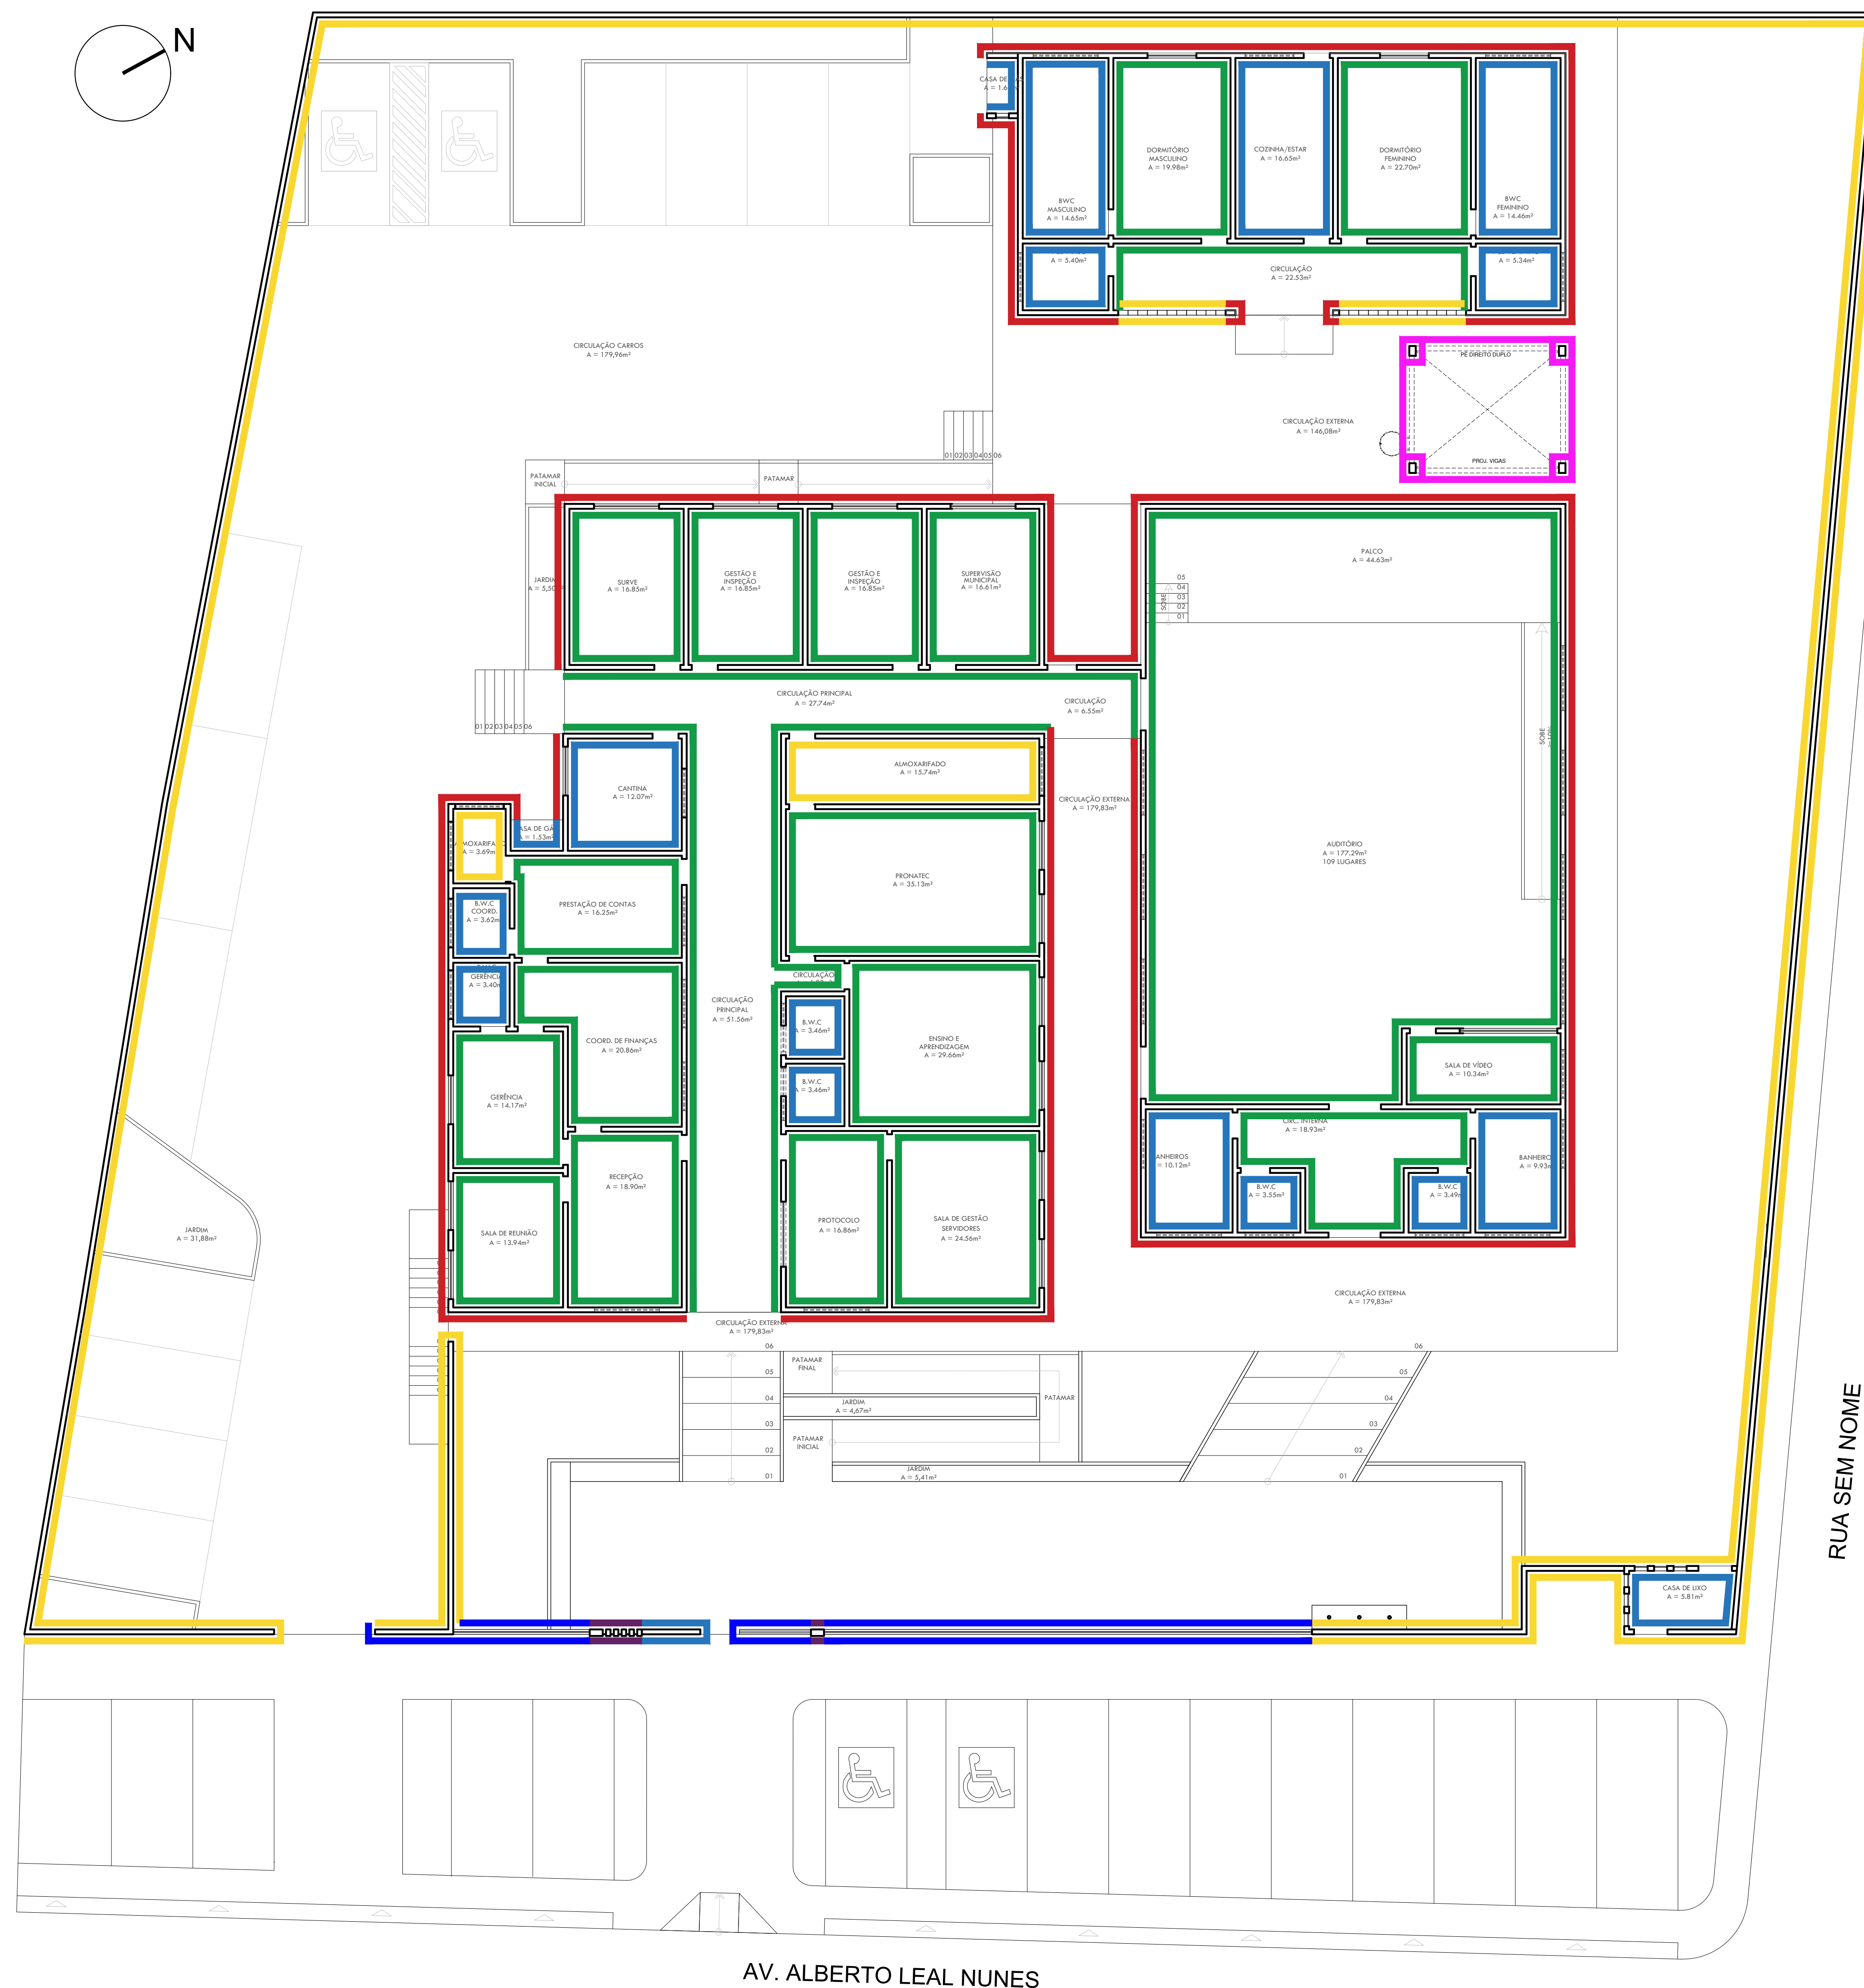 N
CASA DE
A = 1.6
BWC
MASCULINO
A = 14.65m²
DORMITÓRIO
MASCULINO
A = 19.98m²
COZINHA/ESTAR
A = 16.65m²
DORMITÓRIO
FEMININO
A = 22.70m²
BWC
FEMININO
A = 14.46m²
A = 5.40m²
CIRCULAÇÃO
A = 22.53m²
A = 5.34m²
CIRCULAÇÃO CARROS
A = 179,96m²
PÉ DIREITO DUPLO
CIRCULAÇÃO EXTERNA
A = 146,08m²
PROJ. VIGAS
01 02 03 04 05 06
PATAMAR
INICIAL
PATAMAR
JARDIM
A = 5,50
SURVE
A = 16.85m²
GESTÃO E
INSPEÇÃO
A = 16.85m²
GESTÃO E
INSPEÇÃO
A = 16.85m²
SUPERVISÃO
MUNICIPAL
A = 16.61m²
PALCO
A = 44.63m²
05
04
03
02
01
SOBE
SOBE
CIRCULAÇÃO PRINCIPAL
A = 27.74m²
CIRCULAÇÃO
A = 6.55m²
01 02 03 04 05 06
CANTINA
A = 12.07m²
ALMOXARIFADO
A = 15.74m²
CIRCULAÇÃO EXTERNA
A = 179,83m²
ASA DE GÁ
A = 1.53m²
MOXARIFA
A = 3.69m
AUDITÓRIO
A = 177.29m²
109 LUGARES
PRONATEC
A = 35.13m²
B.W.C
COORD.
A = 3.62m
PRESTAÇÃO DE CONTAS
A = 16.25m²
GERÊNCIA
A = 3.40m
CIRCULAÇÃO
CIRCULAÇÃO
PRINCIPAL
A = 51.56m²
B.W.C
A = 3.46m²
COORD. DE FINANÇAS
A = 20.86m²
ENSINO E
APRENDIZAGEM
A = 29.66m²
B.W.C
A = 3.46m²
SALA DE VÍDEO
A = 10.34m²
GERÊNCIA
A = 14.17m²
CIRC. INTERNA
A = 18.93m²
ANHEIROS
= 10.12m²
BANHEIRO
A = 9.93m
RECEPÇÃO
A = 18.90m²
B.W.C
A = 3.55m²
B.W.C
A = 3.49m
PROTOCOLO
A = 16.86m²
SALA DE GESTÃO
SERVIDORES
A = 24.56m²
JARDIM
A = 31,88m²
SALA DE REUNIÃO
A = 13.94m²
CIRCULAÇÃO EXTERNA
A = 179,83m²
CIRCULAÇÃO EXTERNA
A = 179,83m²
06
05
04
03
02
01
PATAMAR
FINAL
JARDIM
A = 4,67m²
PATAMAR
PATAMAR
INICIAL
JARDIM
A = 5,41m²
06
05
04
03
02
01
CASA DE LIXO
A = 5.81m²
RUA SEM NOME
AV. ALBERTO LEAL NUNES